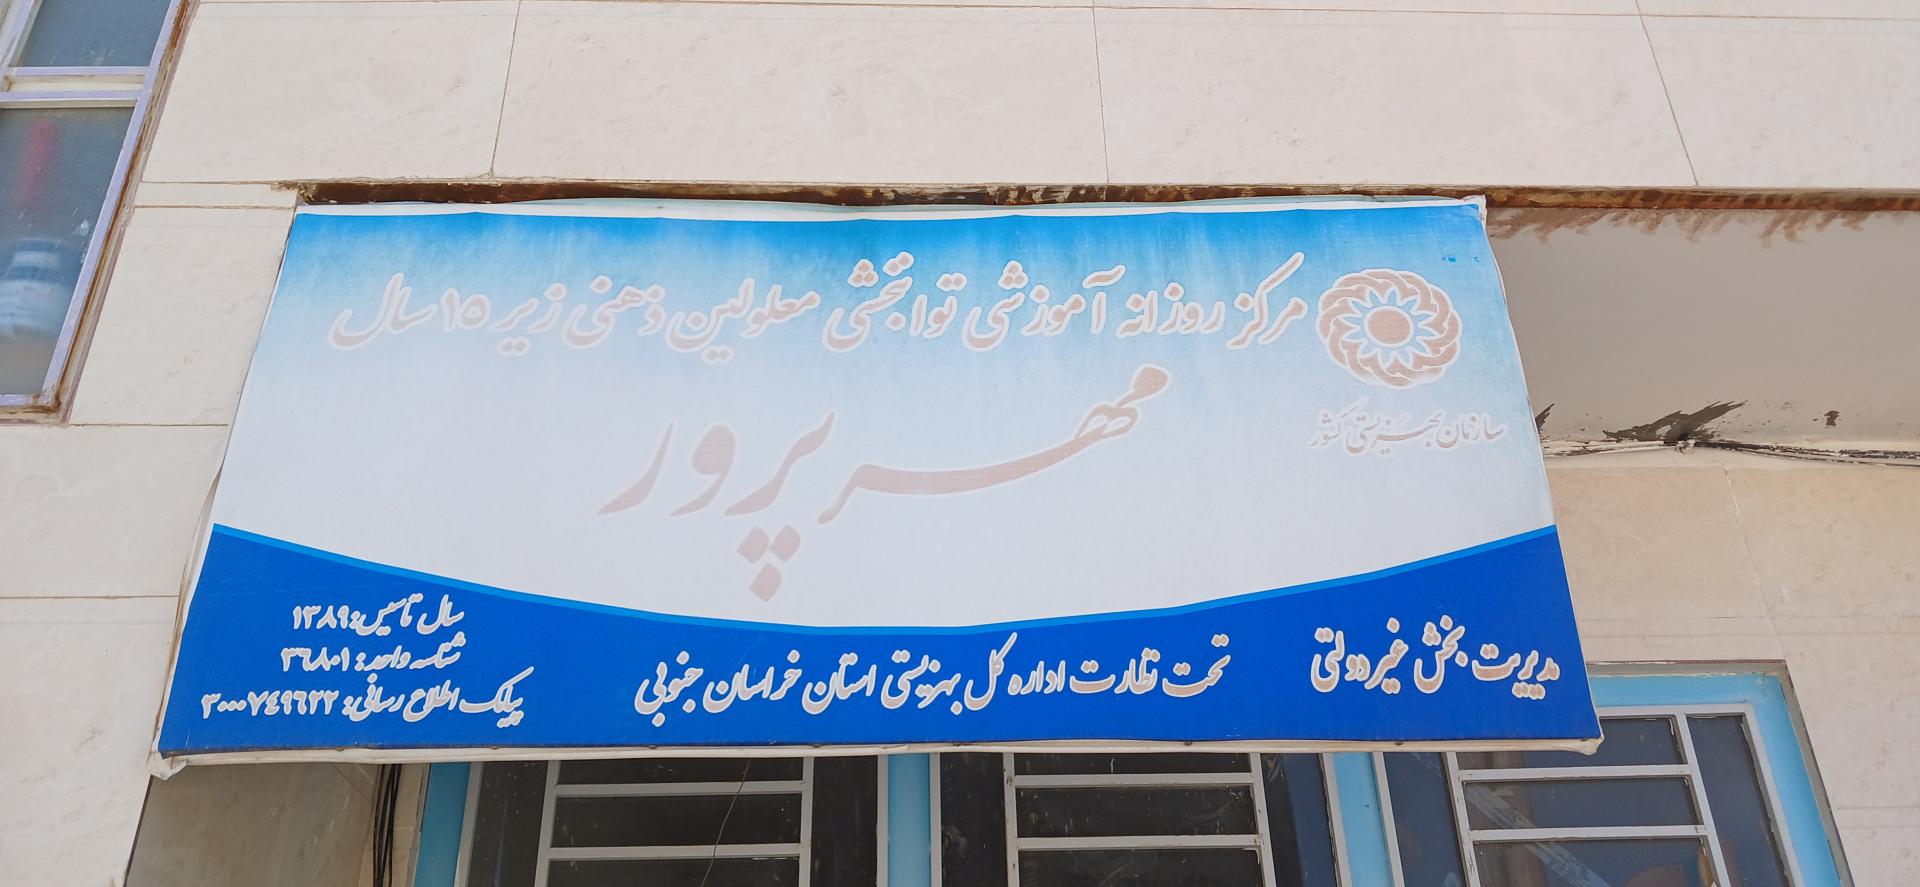 مرکز روزانه آموزشی توانبخشی معلولین ذهنی زیر ۱۵ سال
سازمان بهزیستی کشور
مهرپرور
مدیریت بخش غیردولتی
تحت نظارت اداره کل بهزیستی استان خراسان جنوبی
سال تاسیس: ۱۳۸۹
شناسه واحد: ۳۶۸۰۱
پیامک اطلاع رسانی: ۳۰۰۰۷۴۹۶۲۲